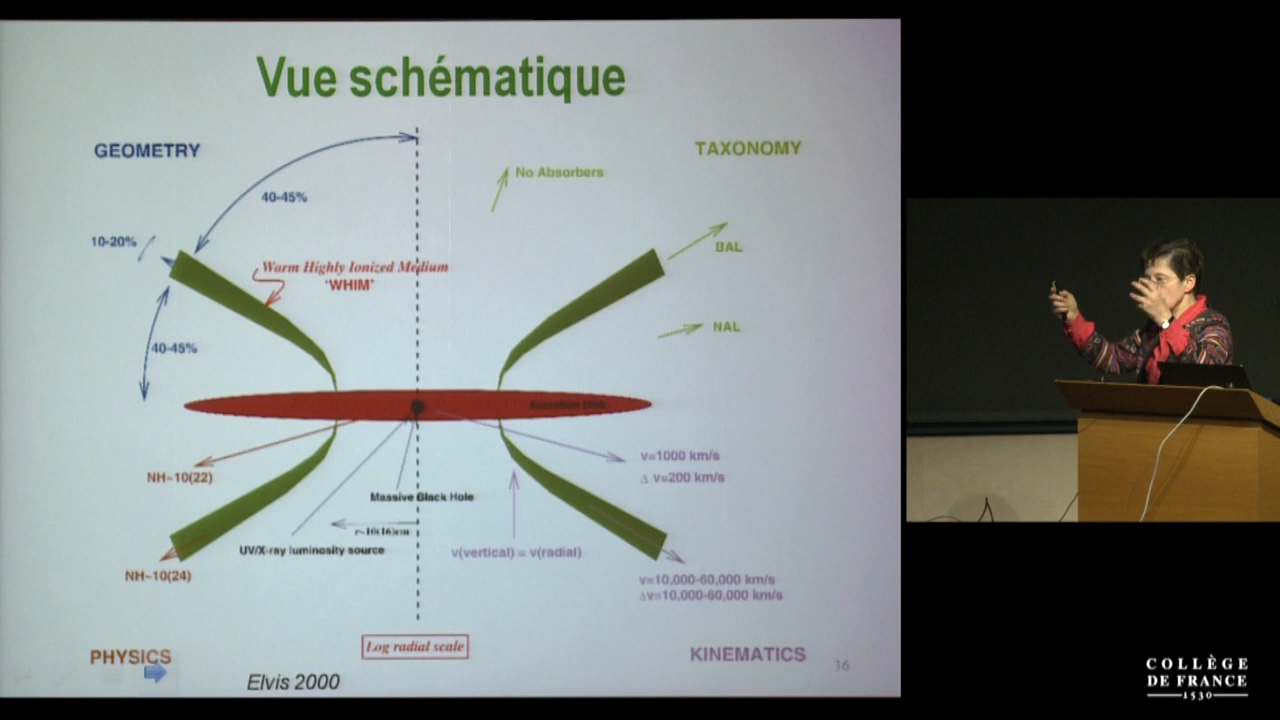 Vue schématique
GEOMETRY
TAXONOMY
No Absorbers
40-45%
10-20%
BAL
Warm Highly Ionized Medium
'WHIM'
NAL
40-45%
Accretion Disk
v=1000 km/s
Δ v=200 km/s
NH~10(22)
Massive Black Hole
r~10(16)cm
UV/X-ray luminosity source
v(vertical) = v(radial)
NH~10(24)
v=10,000-60,000 km/s
Δv=10,000-60,000 km/s
Log radial scale
PHYSICS
KINEMATICS
36
Elvis 2000
COLLÈGE
DE FRANCE
1530